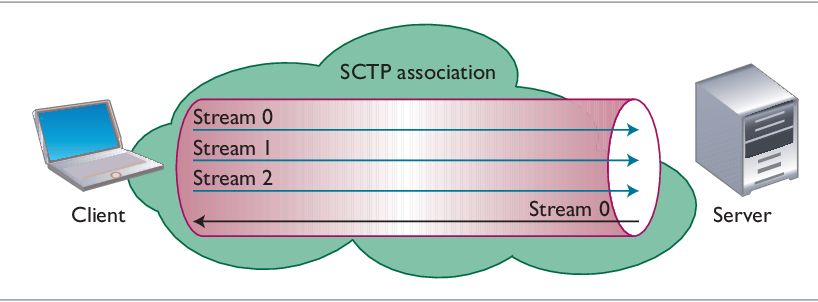 SCTP association
Stream 0
Stream 1
Stream 2
Stream 0
Client
Server